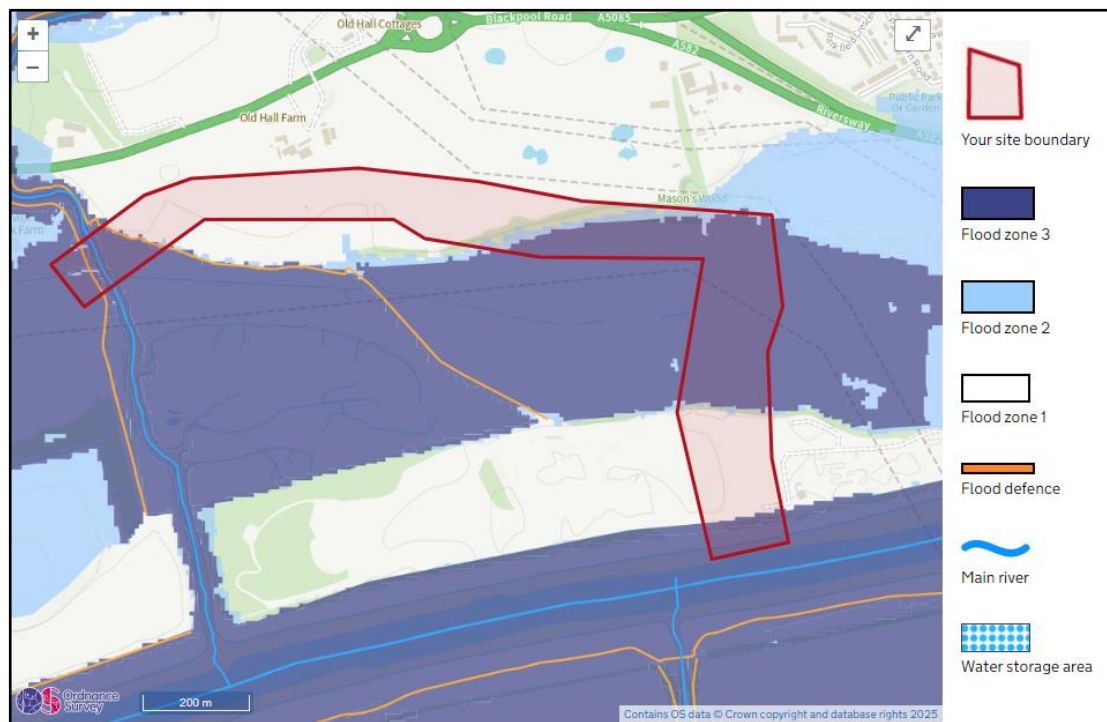 +
−
Old Hall Cottages
Blackpool Road
A5085
A582
Old Hall Farm
Riversway
Public Park
Or Garden
Mason's Wood
Farm
Ordnance
Survey
200 m
Contains OS data © Crown copyright and database rights 2025
Your site boundary
Flood zone 3
Flood zone 2
Flood zone 1
Flood defence
Main river
Water storage area